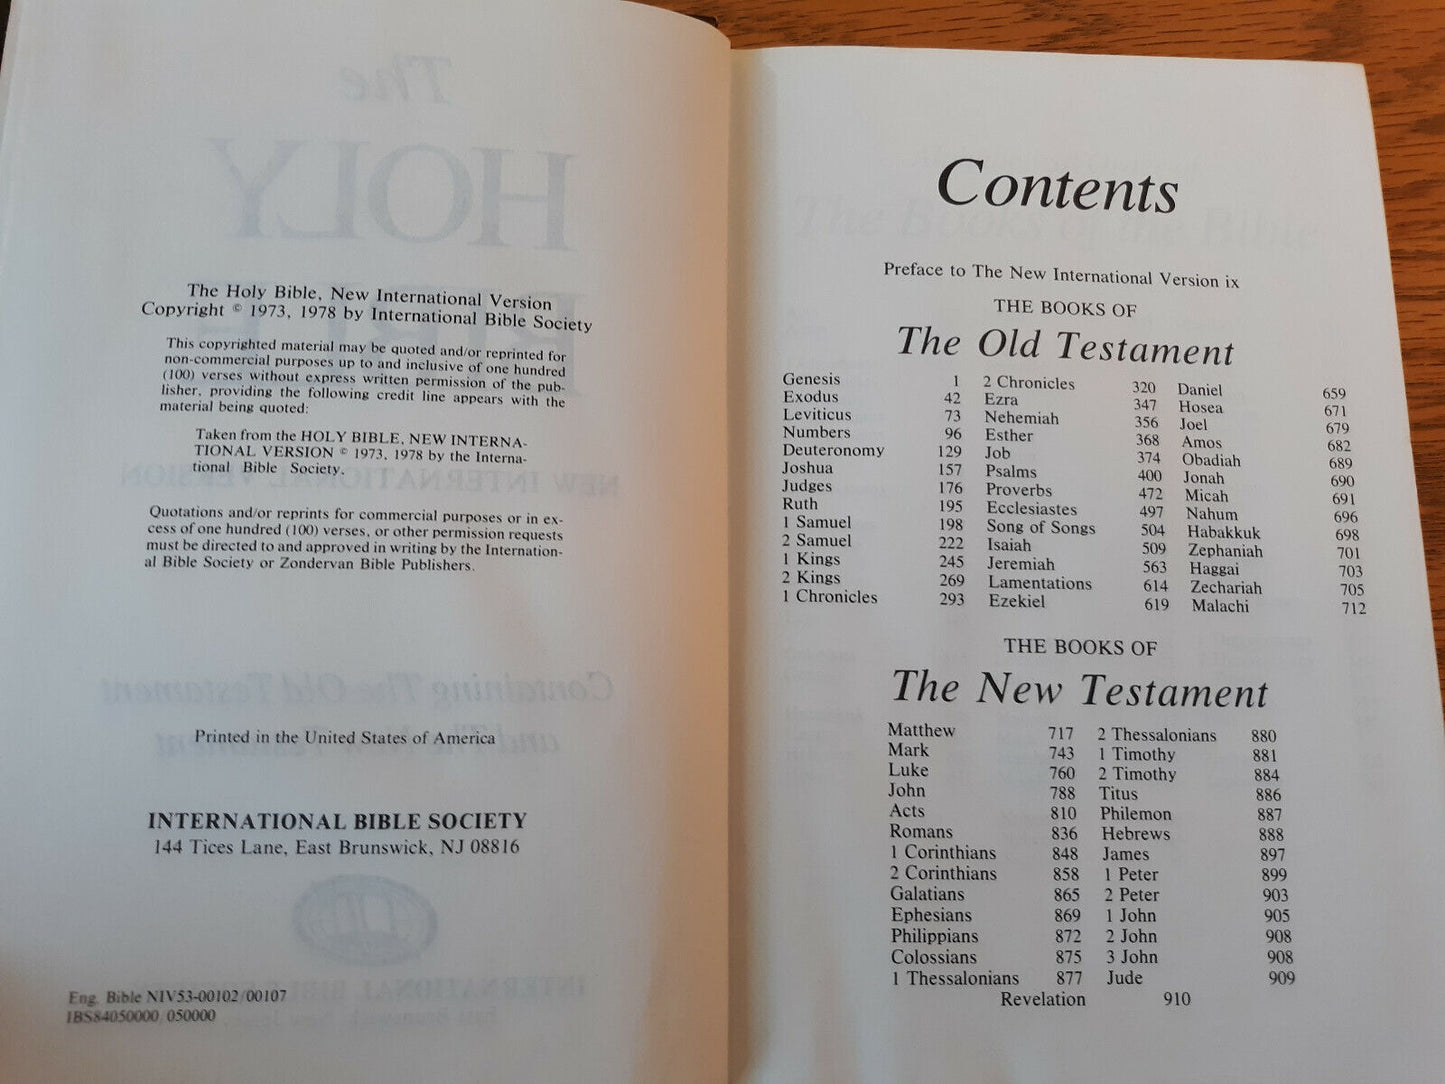 The Holy Bible, New International Version
Copyright © 1973, 1978 by International Bible Society
This copyrighted material may be quoted and/or reprinted for
non-commercial purposes up to and inclusive of one hundred
(100) verses without express written permission of the pub-
lisher, providing the following credit line appears with the
material being quoted:
Taken from the HOLY BIBLE, NEW INTERNA-
TIONAL VERSION © 1973, 1978 by the Interna-
tional Bible Society.
Quotations and/or reprints for commercial purposes or in ex-
cess of one hundred (100) verses, or other permission requests
must be directed to and approved in writing by the Internation-
al Bible Society or Zondervan Bible Publishers.
Printed in the United States of America
INTERNATIONAL BIBLE SOCIETY
144 Tices Lane, East Brunswick, NJ 08816
Eng. Bible NIV53-00102/00107
IBS84050000/050000
Contents
Preface to The New International Version ix
THE BOOKS OF
The Old Testament
Genesis 1
Exodus 42
Leviticus 73
Numbers 96
Deuteronomy 129
Joshua 157
Judges 176
Ruth 195
1 Samuel 198
2 Samuel 222
1 Kings 245
2 Kings 269
1 Chronicles 293
2 Chronicles 320
Ezra 347
Nehemiah 356
Esther 368
Job 374
Psalms 400
Proverbs 472
Ecclesiastes 497
Song of Songs 504
Isaiah 509
Jeremiah 563
Lamentations 614
Ezekiel 619
Daniel 659
Hosea 671
Joel 679
Amos 682
Obadiah 689
Jonah 690
Micah 691
Nahum 696
Habakkuk 698
Zephaniah 701
Haggai 703
Zechariah 705
Malachi 712
THE BOOKS OF
The New Testament
Matthew 717
Mark 743
Luke 760
John 788
Acts 810
Romans 836
1 Corinthians 848
2 Corinthians 858
Galatians 865
Ephesians 869
Philippians 872
Colossians 875
1 Thessalonians 877
2 Thessalonians 880
1 Timothy 881
2 Timothy 884
Titus 886
Philemon 887
Hebrews 888
James 897
1 Peter 899
2 Peter 903
1 John 905
2 John 908
3 John 908
Jude 909
Revelation 910